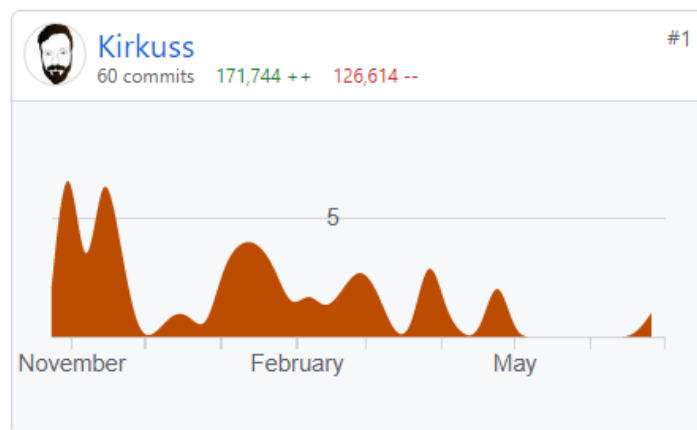 Kirkuss
#1
60 commits 171,744 ++ 126,614 --
5
November February May